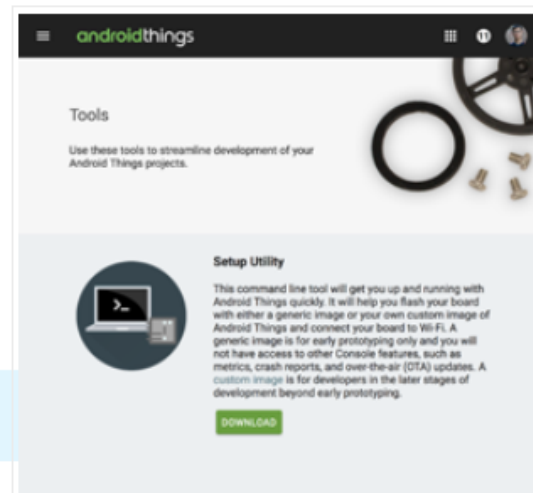 androidthings
11
Tools
Use these tools to streamline development of your
Android Things projects.
>_
Setup Utility
This command line tool will get you up and running with
Android Things quickly. It will help you flash your board
with either a generic image or your own custom image of
Android Things and connect your board to Wi-Fi. A
generic image is for early prototyping only and you will
not have access to other Console features, such as
metrics, crash reports, and over-the-air (OTA) updates. A
custom image is for developers in the later stages of
development beyond early prototyping.
DOWNLOAD